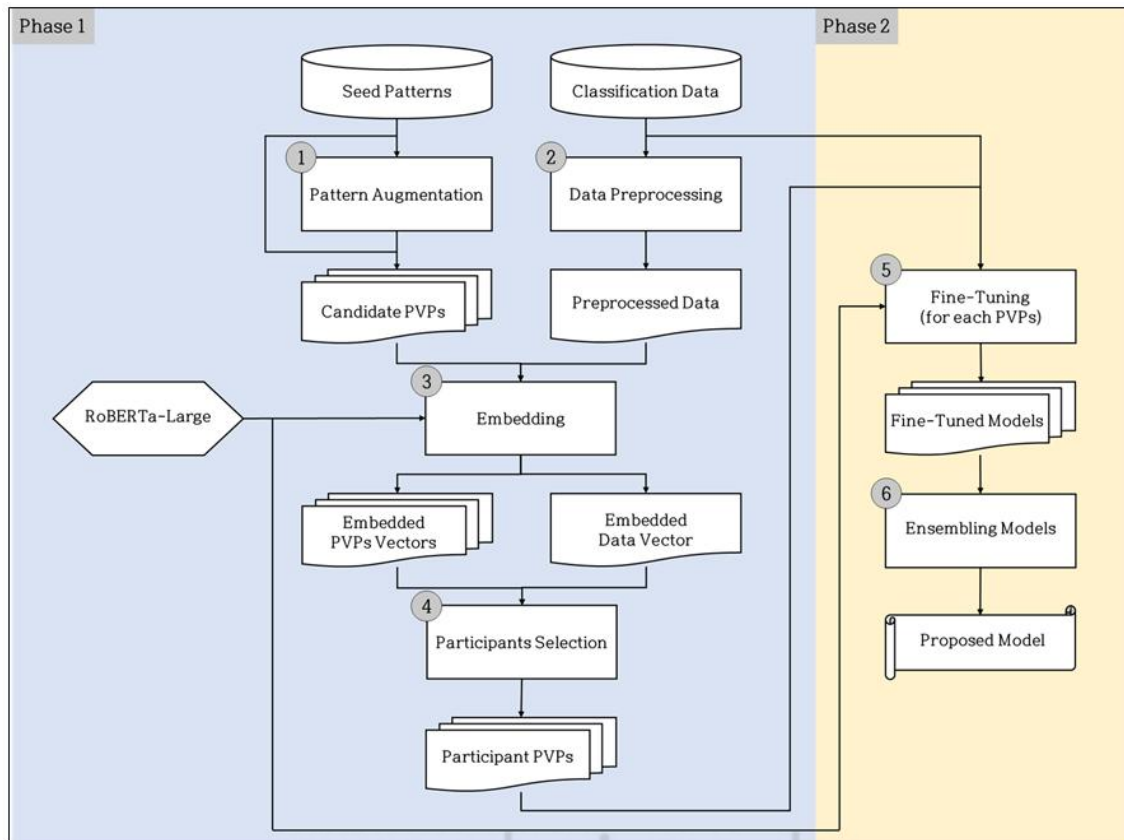 Phase 1
Phase 2
Seed Patterns
Classification Data
1
Pattern Augmentation
2
Data Preprocessing
Candidate PVPs
Preprocessed Data
5
Fine-Tuning
(for each PVPs)
3
Embedding
RoBERTa-Large
Fine-Tuned Models
Embedded
PVPs Vectors
Embedded
Data Vector
6
Ensembling Models
4
Participants Selection
Proposed Model
Participant PVPs